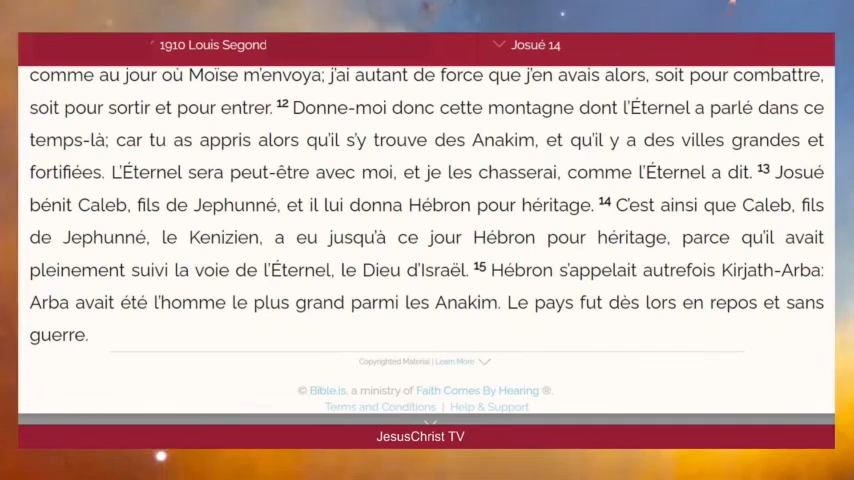 1910 Louis Segond
Josué 14
comme au jour où Moïse m'envoya; j'ai autant de force que j'en avais alors, soit pour combattre,
soit pour sortir et pour entrer. 12 Donne-moi donc cette montagne dont l'Éternel a parlé dans ce
temps-là; car tu as appris alors qu'il s'y trouve des Anakim, et qu'il y a des villes grandes et
fortifiées. L'Éternel sera peut-être avec moi, et je les chasserai, comme l'Éternel a dit. 13 Josué
bénit Caleb, fils de Jephunné, et il lui donna Hébron pour héritage. 14 C'est ainsi que Caleb, fils
de Jephunné, le Kenizien, a eu jusqu'à ce jour Hébron pour héritage, parce qu'il avait
pleinement suivi la voie de l'Éternel, le Dieu d'Israël. 15 Hébron s'appelait autrefois Kirjath-Arba:
Arba avait été l'homme le plus grand parmi les Anakim. Le pays fut dès lors en repos et sans
guerre.
Copyrighted Material | Learn More
© Bible.is, a ministry of Faith Comes By Hearing ®.
Terms and Conditions | Help & Support
JesusChrist TV